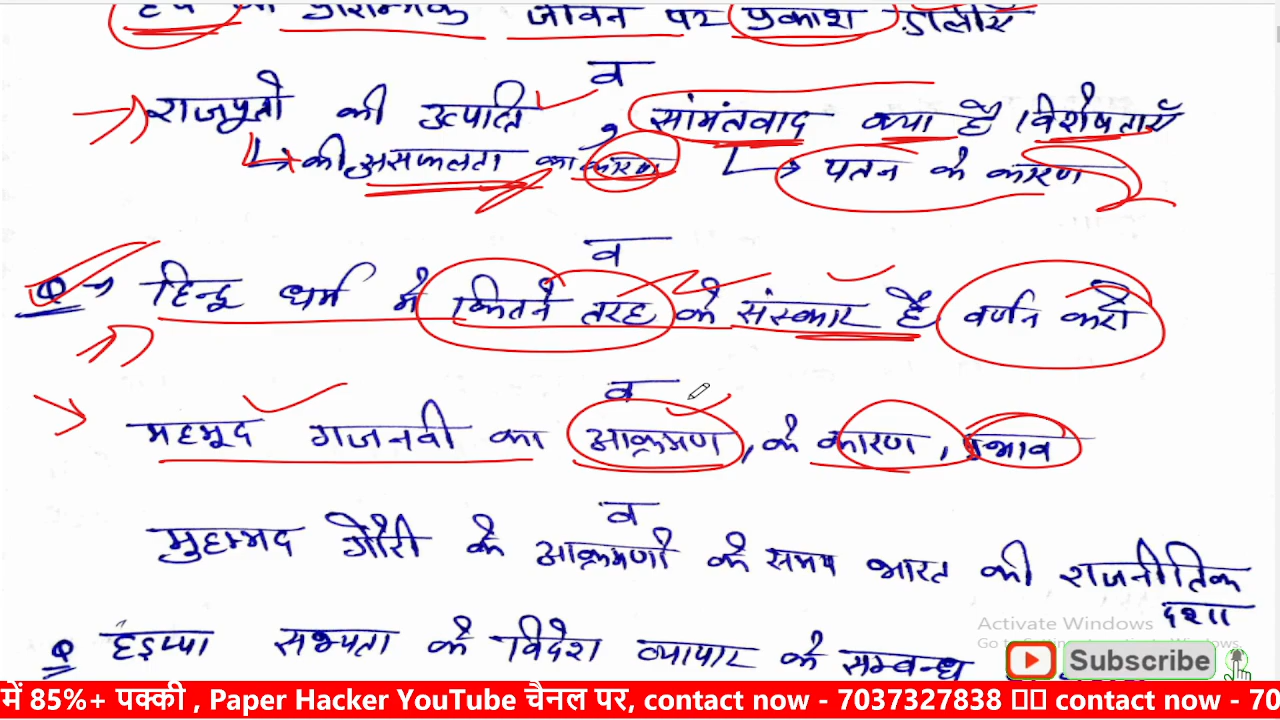 जीवन पर प्रकाश डालिए
व
राजपूतो की उत्पत्ति , सांमंतवाद क्या है विशेषताएँ
↳ की असफलता का कारण ↳ पतन के कारण
व
Q → हिन्दू धर्म मे कितने तरह के संस्कार है वर्णन करो
व
महमूद गजनवी का आक्रमण, के कारण, प्रभाव
व
मुहम्मद गौरी के आक्रमणो के समय भारत की राजनीतिक
दशा
Q हडप्पा सभ्यता के विदेश व्यापार के सम्बन्ध
Activate Windows
Subscribe
में 85%+ पक्की , Paper Hacker YouTube चैनल पर, contact now - 7037327838 contact now - 70